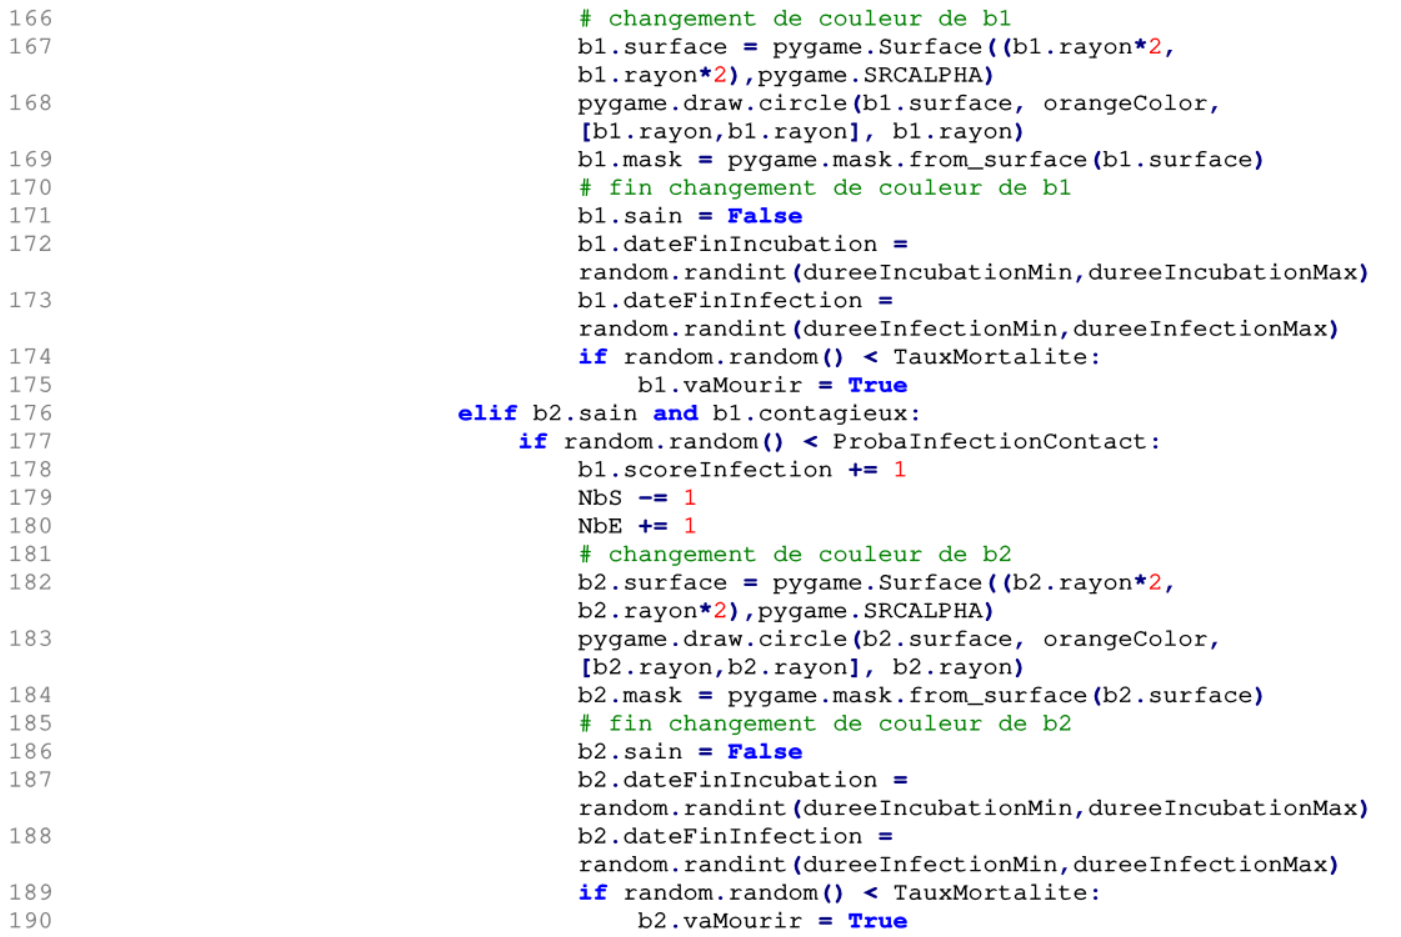 166 # changement de couleur de b1
167 b1.surface = pygame.Surface((b1.rayon*2,
b1.rayon*2),pygame.SRCALPHA)
168 pygame.draw.circle(b1.surface, orangeColor,
[b1.rayon,b1.rayon], b1.rayon)
169 b1.mask = pygame.mask.from_surface(b1.surface)
170 # fin changement de couleur de b1
171 b1.sain = False
172 b1.dateFinIncubation =
random.randint(dureeIncubationMin,dureeIncubationMax)
173 b1.dateFinInfection =
random.randint(dureeInfectionMin,dureeInfectionMax)
174 if random.random() < TauxMortalite:
175 b1.vaMourir = True
176 elif b2.sain and b1.contagieux:
177 if random.random() < ProbaInfectionContact:
178 b1.scoreInfection += 1
179 NbS -= 1
180 NbE += 1
181 # changement de couleur de b2
182 b2.surface = pygame.Surface((b2.rayon*2,
b2.rayon*2),pygame.SRCALPHA)
183 pygame.draw.circle(b2.surface, orangeColor,
[b2.rayon,b2.rayon], b2.rayon)
184 b2.mask = pygame.mask.from_surface(b2.surface)
185 # fin changement de couleur de b2
186 b2.sain = False
187 b2.dateFinIncubation =
random.randint(dureeIncubationMin,dureeIncubationMax)
188 b2.dateFinInfection =
random.randint(dureeInfectionMin,dureeInfectionMax)
189 if random.random() < TauxMortalite:
190 b2.vaMourir = True